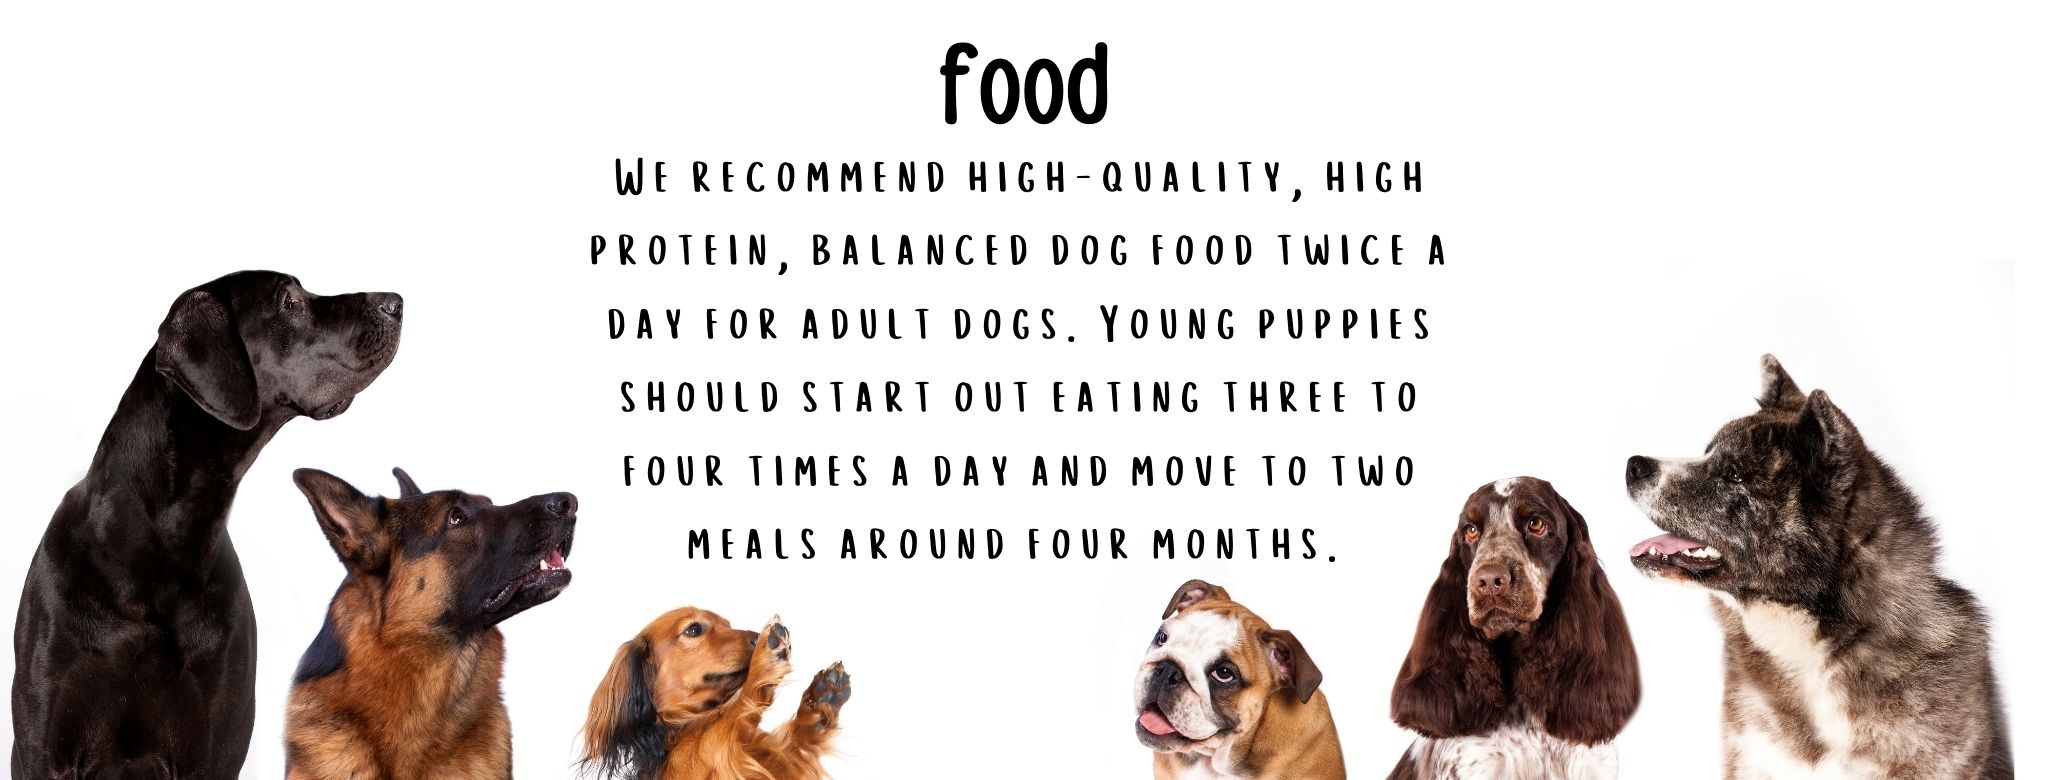 food
We recommend high-quality, high
protein, balanced dog food twice a
day for adult dogs. Young puppies
should start out eating three to
four times a day and move to two
meals around four months.